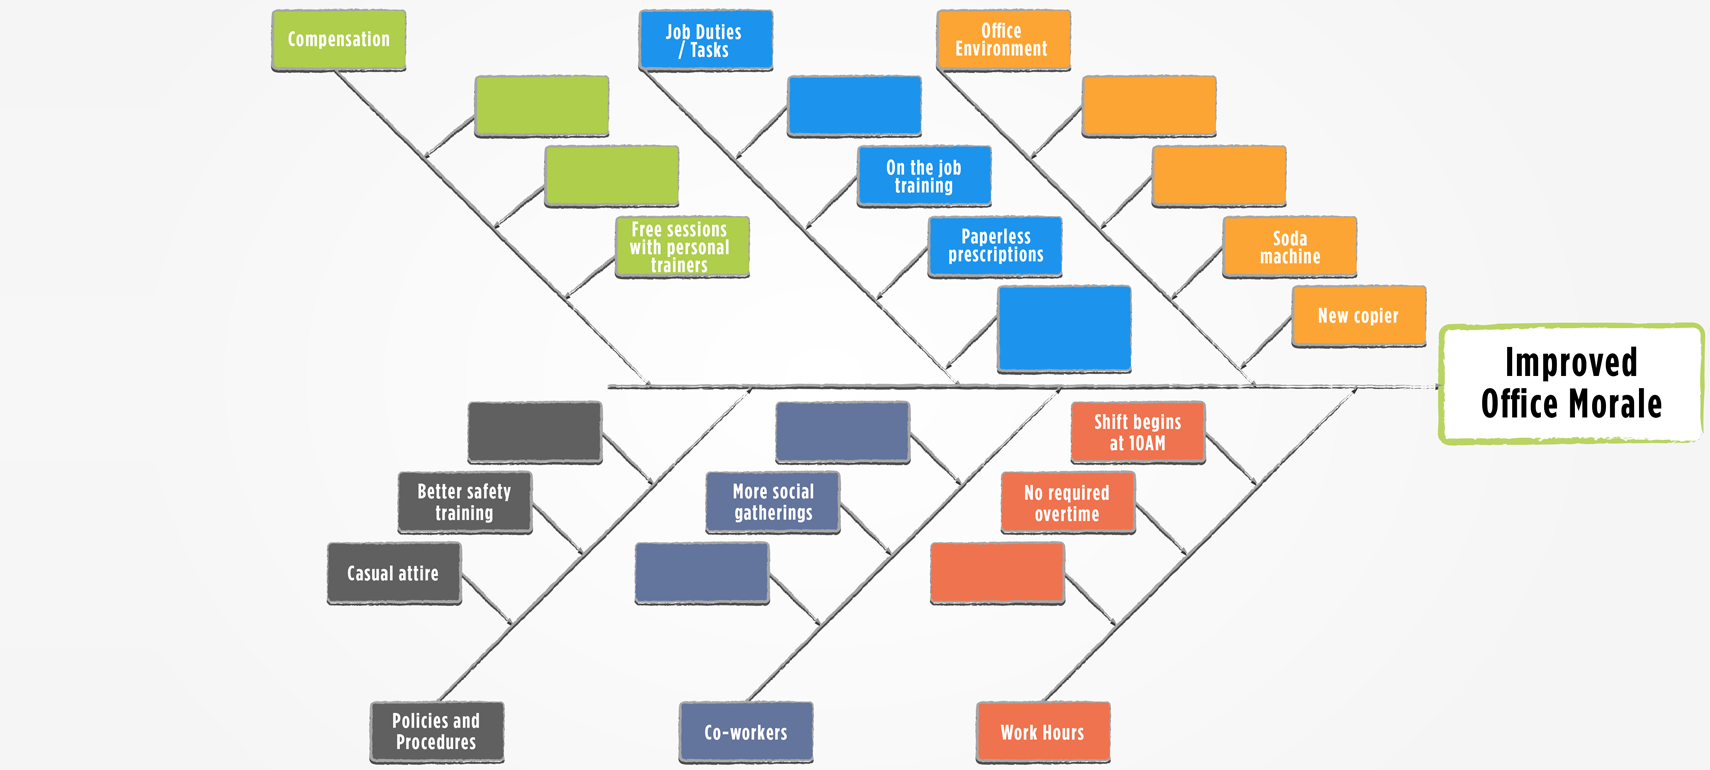 Compensation
Job Duties
/ Tasks
Office
Environment
On the job
training
Free sessions
with personal
trainers
Paperless
prescriptions
Soda
machine
New copier
Improved
Office Morale
Shift begins
at 10AM
Better safety
training
More social
gatherings
No required
overtime
Casual attire
Policies and
Procedures
Co-workers
Work Hours